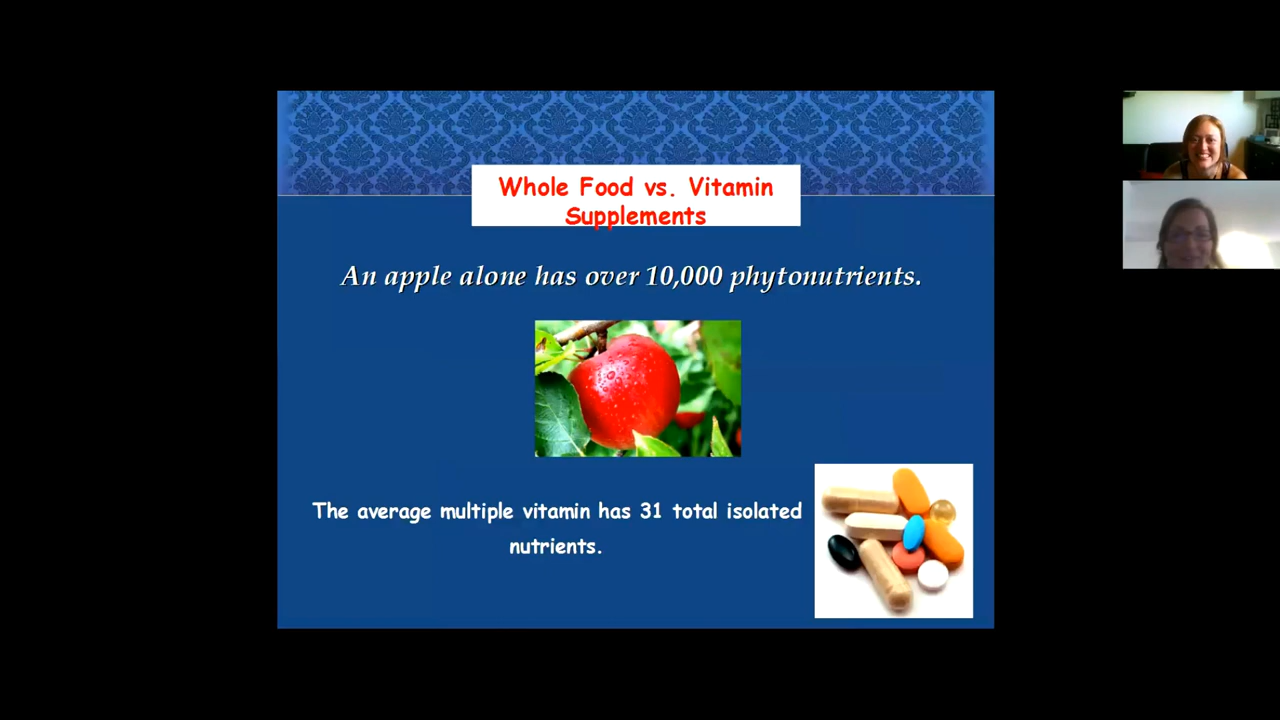 Whole Food vs. Vitamin
Supplements
An apple alone has over 10,000 phytonutrients.
The average multiple vitamin has 31 total isolated
nutrients.